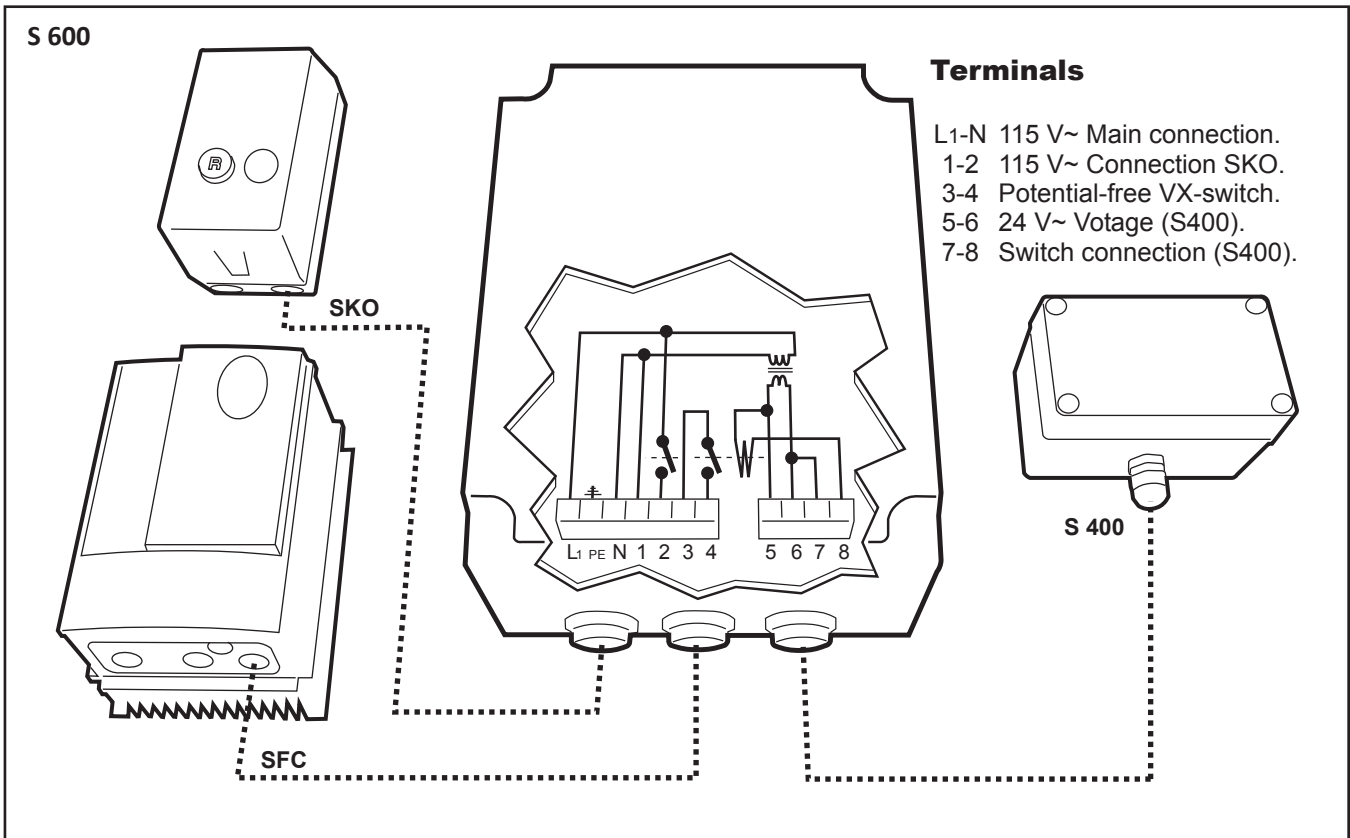 S 600
Terminals
L1-N 115 V~ Main connection.
1-2 115 V~ Connection SKO.
3-4 Potential-free VX-switch.
5-6 24 V~ Votage (S400).
7-8 Switch connection (S400).
R
SKO
L1 PE N 1 2 3 4 5 6 7 8
S 400
SFC